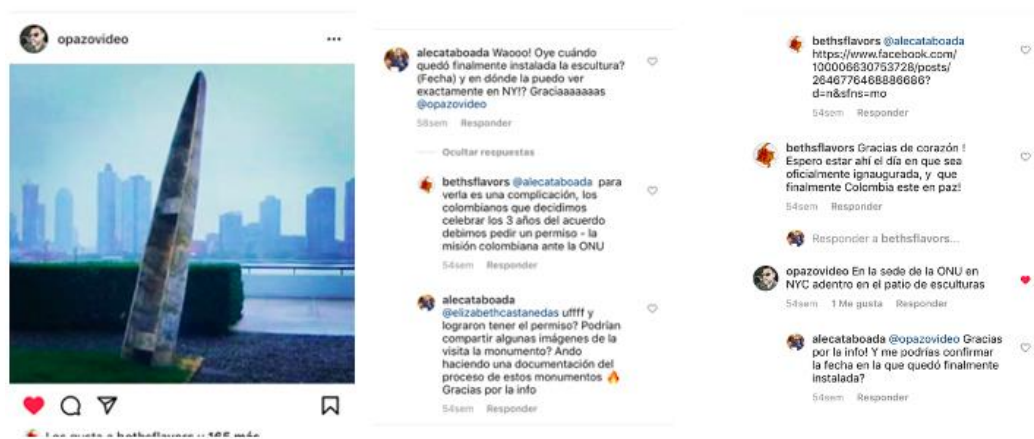 opazovideo
Les gusta a bethsflavors y 165 más
alecataboada Waooo! Oye cuándo
quedó finalmente instalada la escultura?
(Fecha) y en dónde la puedo ver
exactamente en NY!? Graciaaaaaas
@opazovideo
58sem Responder
Ocultar respuestas
bethsflavors @alecataboada para
verla es una complicación, los
colombianos que decidimos
celebrar los 3 años del acuerdo
debimos pedir un permiso - la
misión colombiana ante la ONU
54sem Responder
alecataboada
@elizabethcastanedas uffff y
lograron tener el permiso? Podrían
compartir algunas imágenes de la
visita la monumento? Ando
haciendo una documentación del
proceso de estos monumentos 🔥
Gracias por la info
54sem Responder
bethsflavors @alecataboada
https://www.facebook.com/
100006630753728/posts/
2646776468886686?
d=n&sfns=mo
54sem Responder
bethsflavors Gracias de corazón !
Espero estar ahí el día en que sea
oficialmente ignaugurada, y que
finalmente Colombia este en paz!
54sem Responder
Responder a bethsflavors...
opazovideo En la sede de la ONU en
NYC adentro en el patio de esculturas
54sem 1 Me gusta Responder
alecataboada @opazovideo Gracias
por la info! Y me podrías confirmar
la fecha en la que quedó finalmente
instalada?
54sem Responder